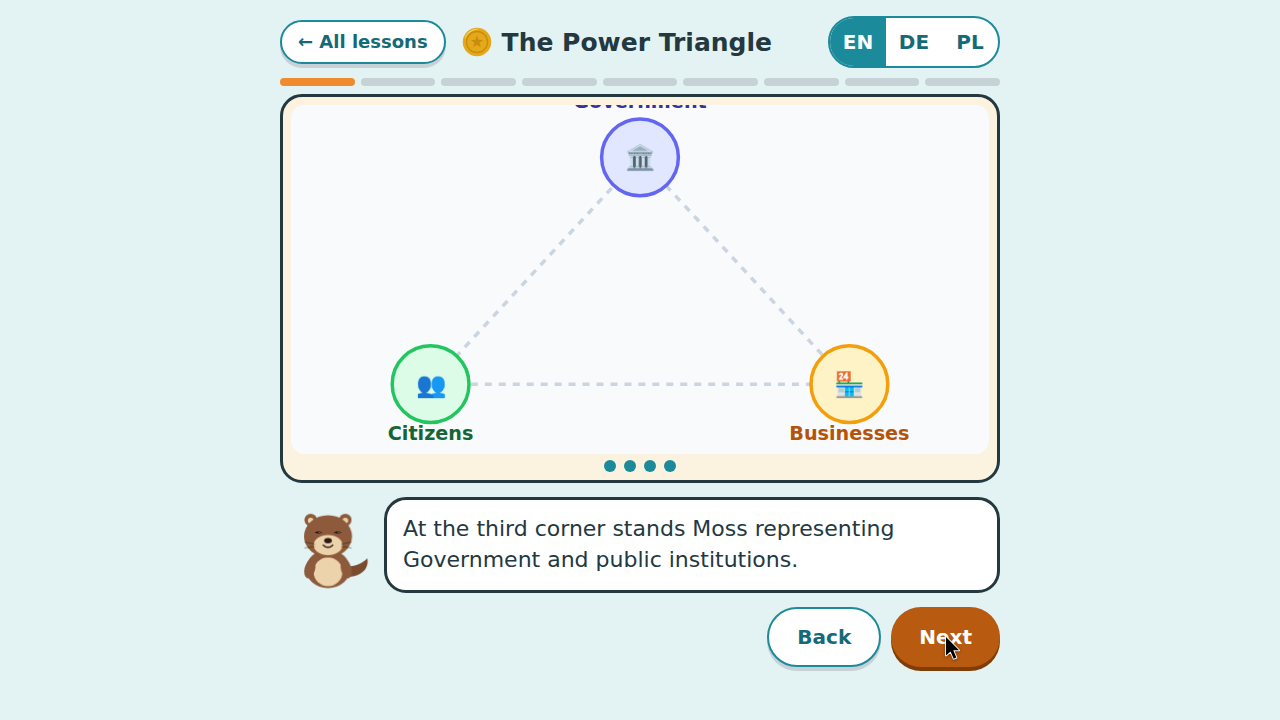 ← All lessons
The Power Triangle
EN DE PL
Government
Citizens
Businesses
At the third corner stands Moss representing
Government and public institutions.
Back
Next